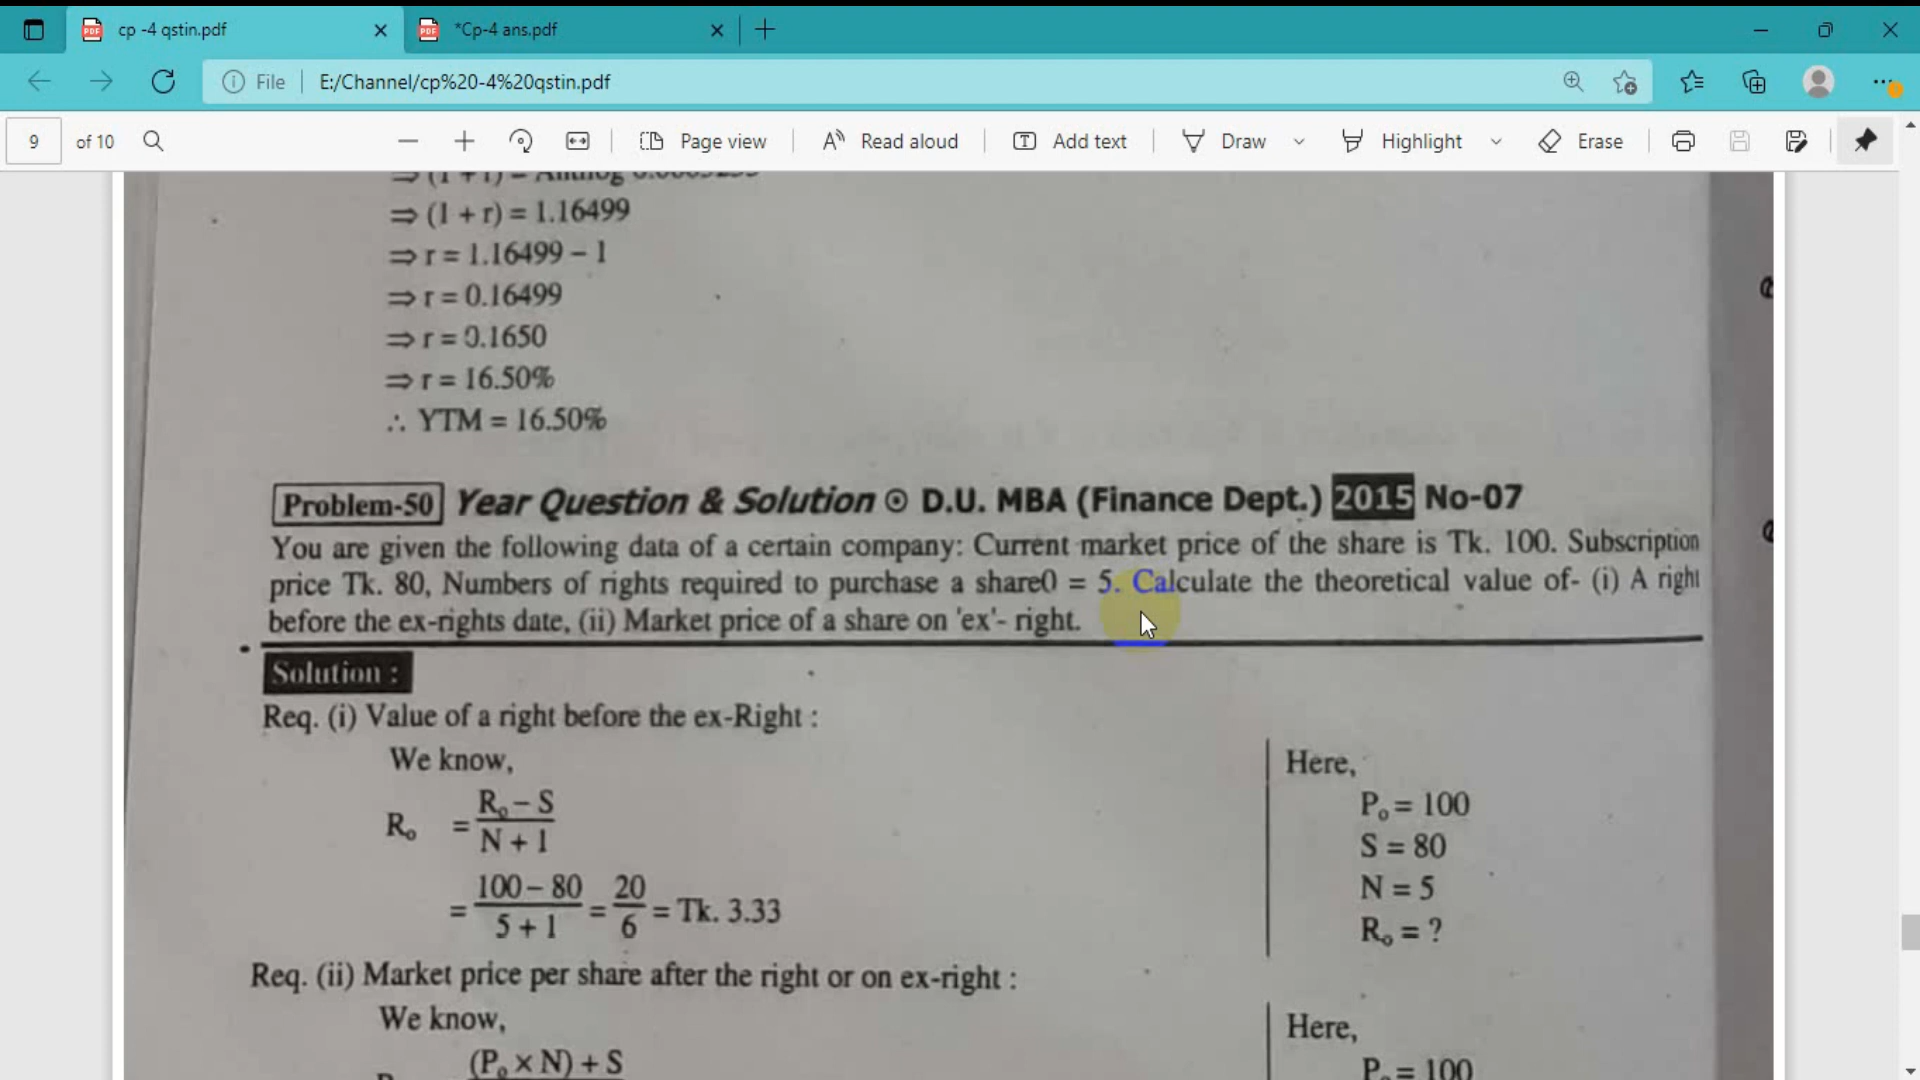 cp -4 qstin.pdf
*Cp-4 ans.pdf
File
E:/Channel/cp%20-4%20qstin.pdf
9 of 10
Page view
Read aloud
Add text
Draw
Highlight
Erase
⇒ (1 + r) = 1.16499
⇒ r = 1.16499 – 1
⇒ r = 0.16499
⇒ r = 0.1650
⇒ r = 16.50%
∴ YTM = 16.50%
Problem-50 Year Question & Solution ⊙ D.U. MBA (Finance Dept.) 2015 No-07
You are given the following data of a certain company: Current market price of the share is Tk. 100. Subscription
price Tk. 80, Numbers of rights required to purchase a share0 = 5. Calculate the theoretical value of- (i) A right
before the ex-rights date, (ii) Market price of a share on 'ex'- right.
Solution :
Req. (i) Value of a right before the ex-Right :
We know,
R₀ = (R₀ – S) / (N + 1)
= (100 – 80) / (5 + 1) = 20 / 6 = Tk. 3.33
Here,
P₀ = 100
S = 80
N = 5
R₀ = ?
Req. (ii) Market price per share after the right or on ex-right :
We know,
(P₀ × N) + S
Here,
P₀ = 100